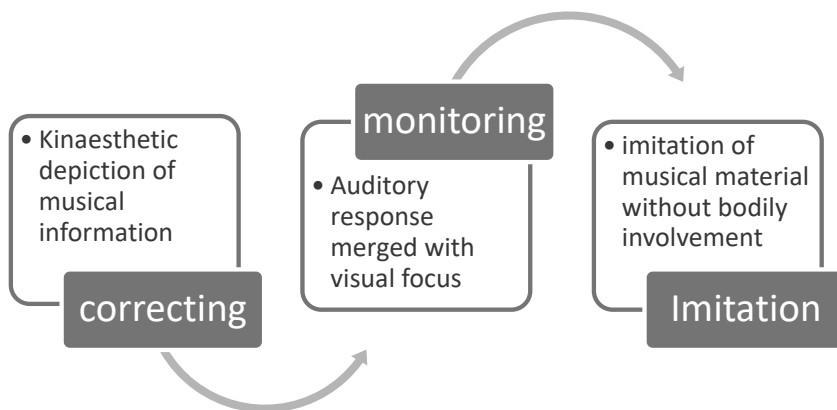 • Kinaesthetic
depiction of
musical
information
correcting
monitoring
• Auditory
response
merged with
visual focus
• imitation of
musical material
without bodily
involvement
Imitation